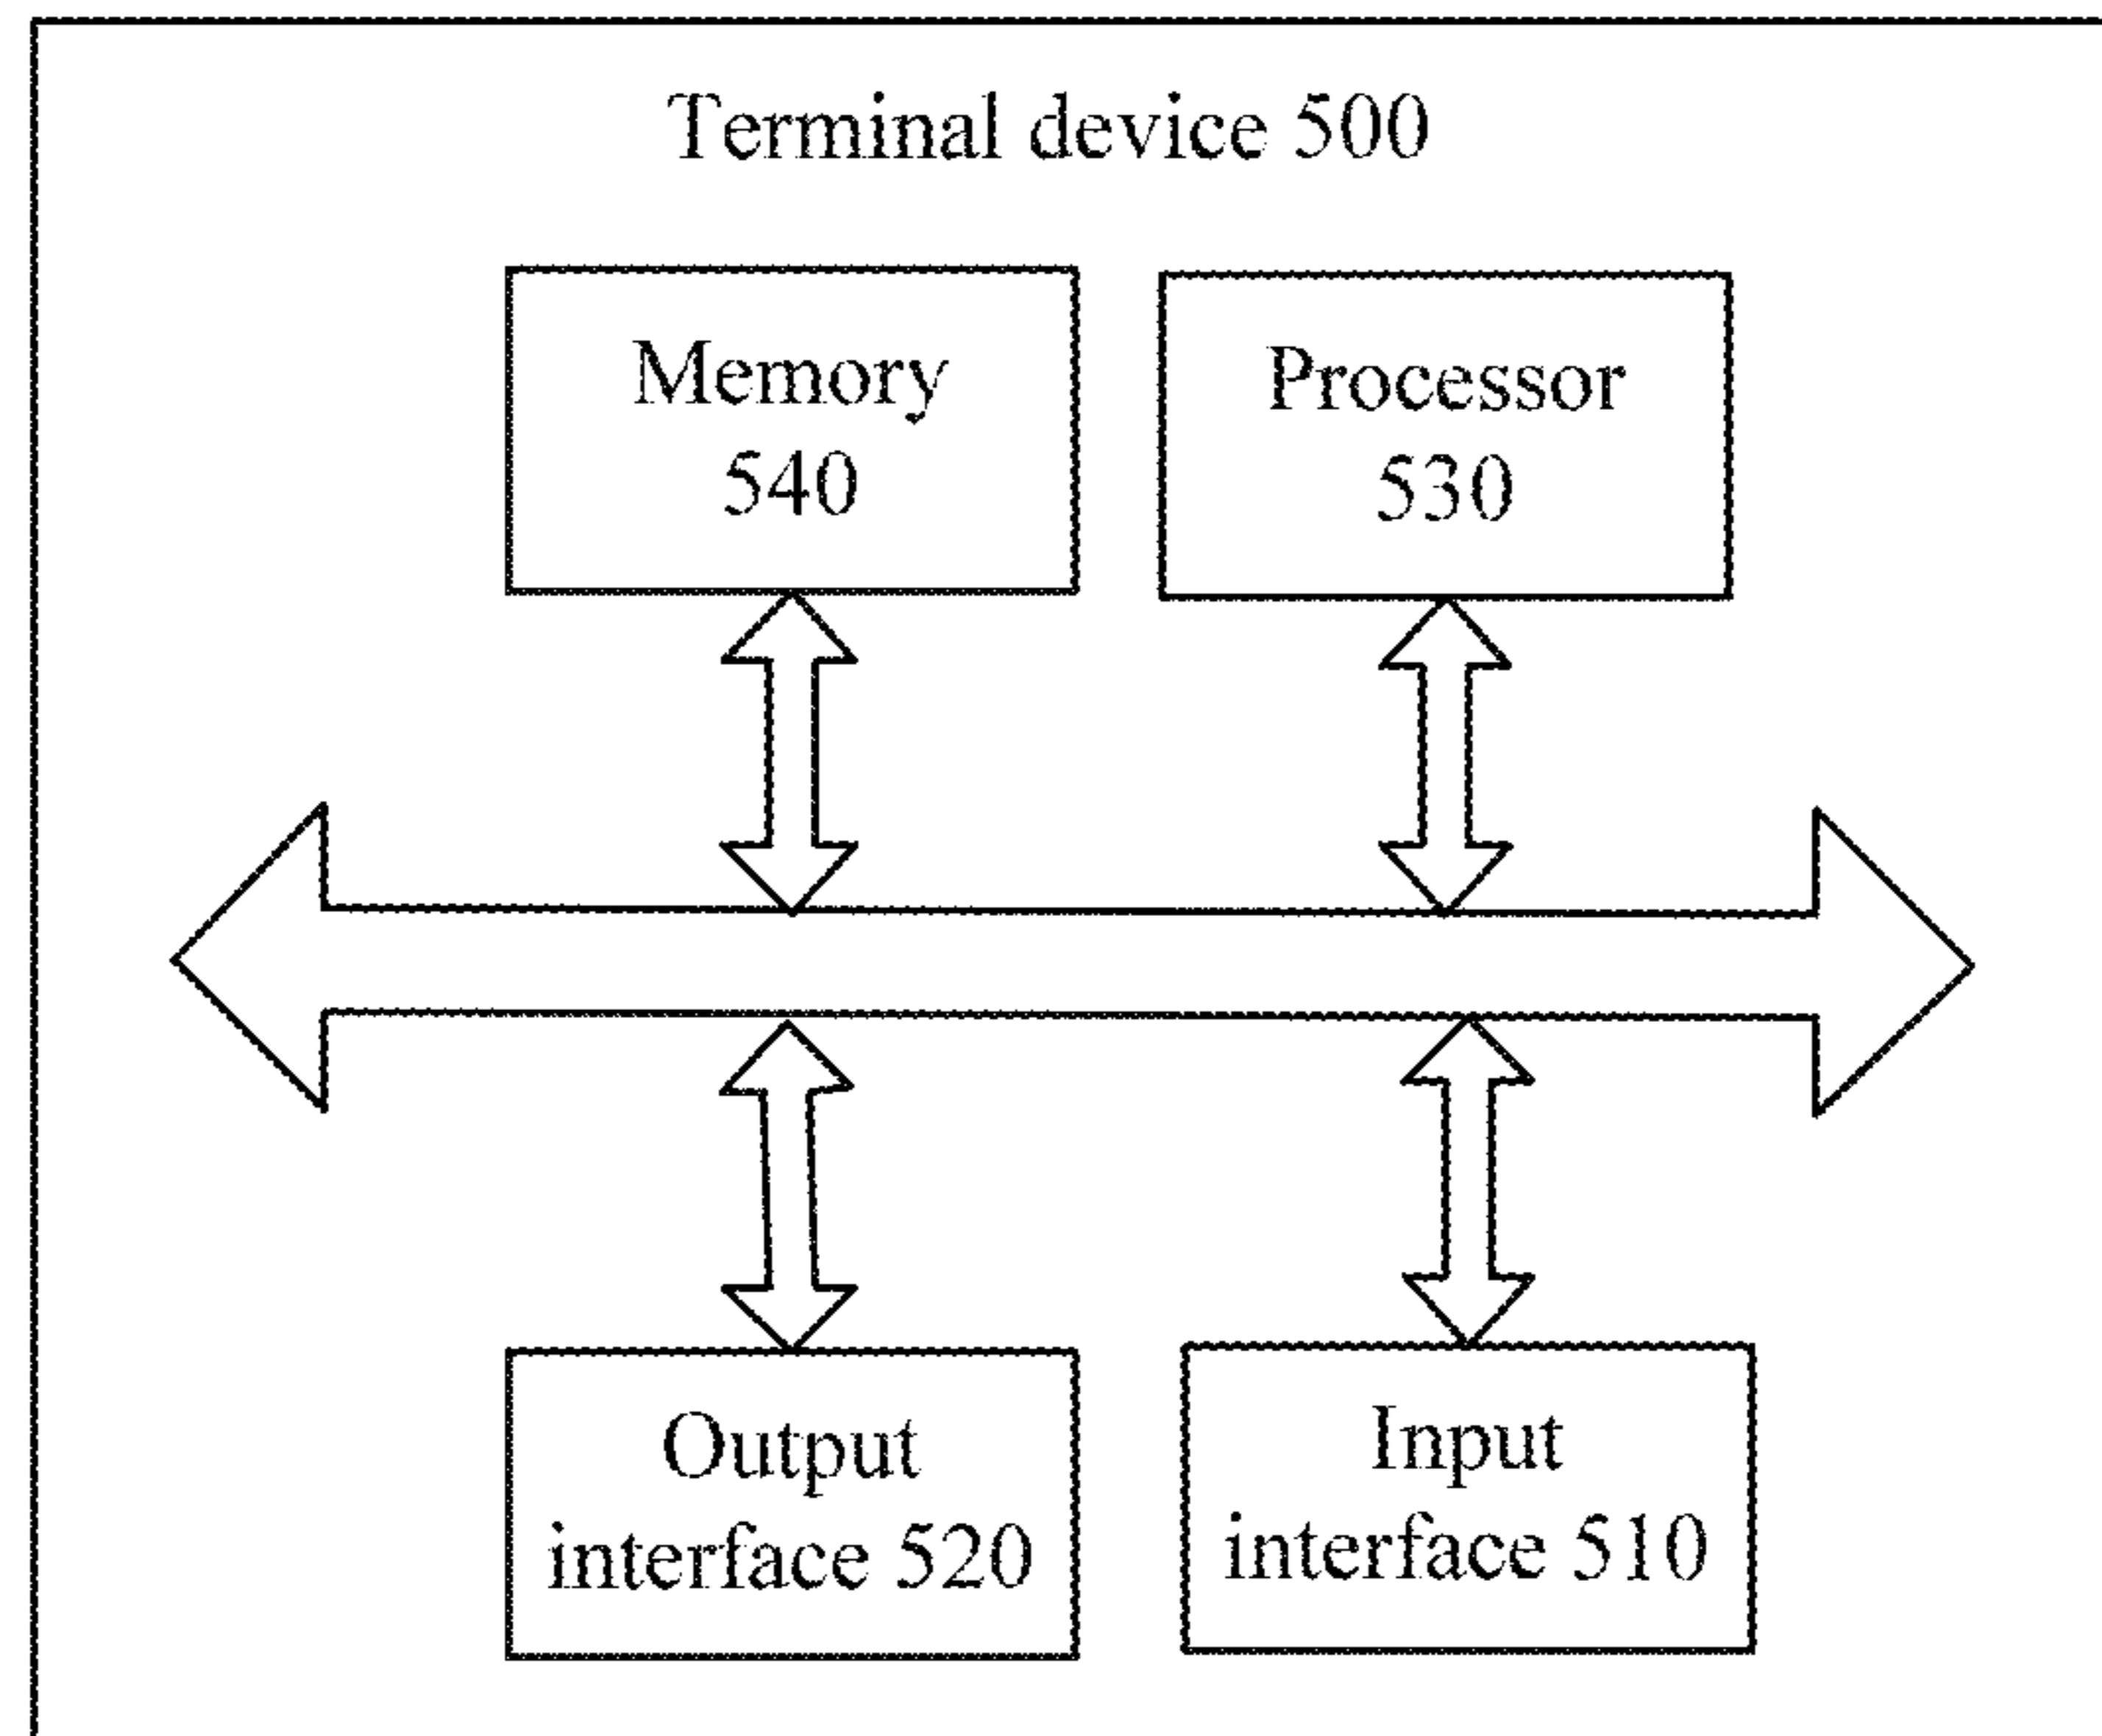 Terminal device 500
Memory
540
Processor
530
Output
interface 520
Input
interface 510